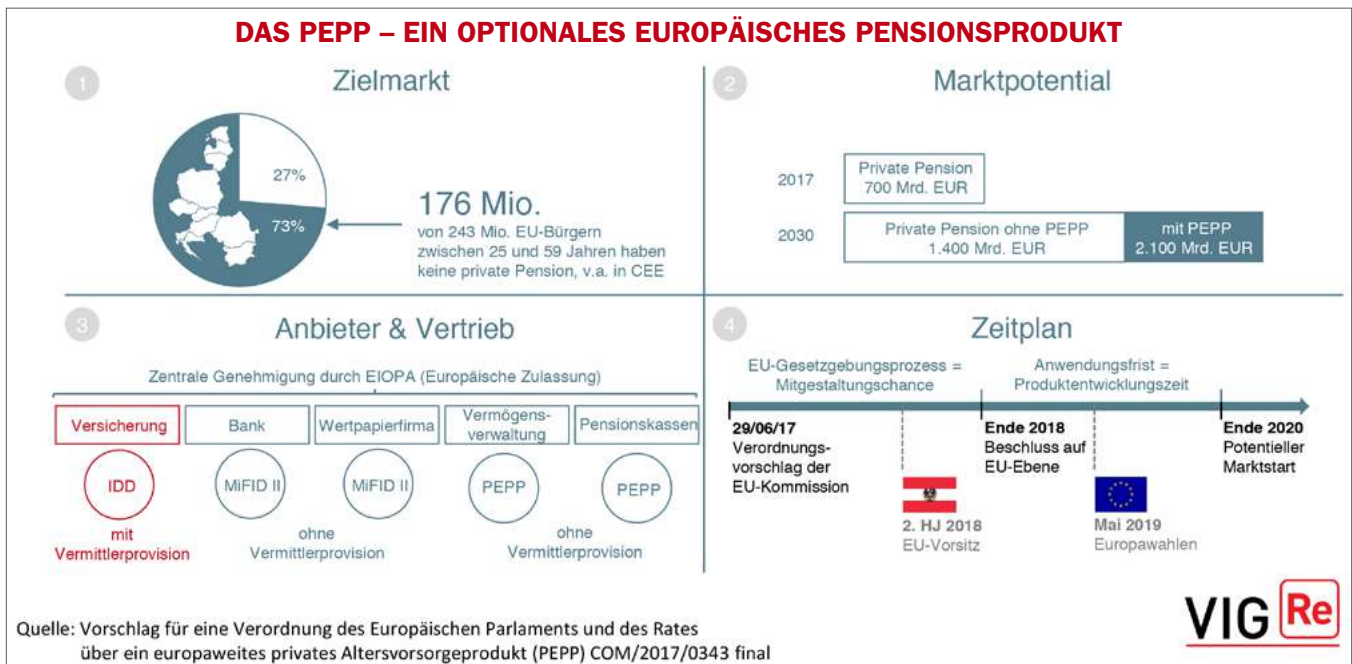 DAS PEPP – EIN OPTIONALES EUROPÄISCHES PENSIONSPRODUKT
1
Zielmarkt
27%
73%
176 Mio.
von 243 Mio. EU-Bürgern
zwischen 25 und 59 Jahren haben
keine private Pension, v.a. in CEE
2
Marktpotential
2017
Private Pension
700 Mrd. EUR
2030
Private Pension ohne PEPP
1.400 Mrd. EUR
mit PEPP
2.100 Mrd. EUR
3
Anbieter & Vertrieb
Zentrale Genehmigung durch EIOPA (Europäische Zulassung)
Versicherung
Bank
Wertpapierfirma
Vermögens-
verwaltung
Pensionskassen
IDD
MiFID II
MiFID II
PEPP
PEPP
mit
Vermittlerprovision
ohne
Vermittlerprovision
ohne
Vermittlerprovision
4
Zeitplan
EU-Gesetzgebungsprozess =
Mitgestaltungschance
Anwendungsfrist =
Produktentwicklungszeit
29/06/17
Verordnungs-
vorschlag der
EU-Kommission
Ende 2018
Beschluss auf
EU-Ebene
Ende 2020
Potentieller
Marktstart
2. HJ 2018
EU-Vorsitz
Mai 2019
Europawahlen
Quelle: Vorschlag für eine Verordnung des Europäischen Parlaments und des Rates
über ein europaweites privates Altersvorsorgeprodukt (PEPP) COM/2017/0343 final
VIG Re